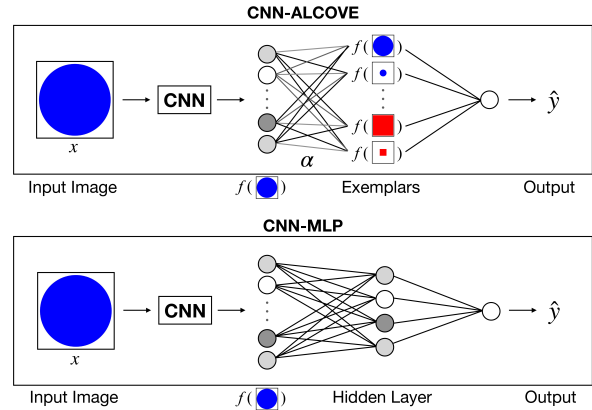 CNN-ALCOVE
f( )
f( )
CNN
ŷ
f( )
x
α
f( )
Input Image
f( )
Exemplars
Output
CNN-MLP
CNN
ŷ
x
Input Image
f( )
Hidden Layer
Output